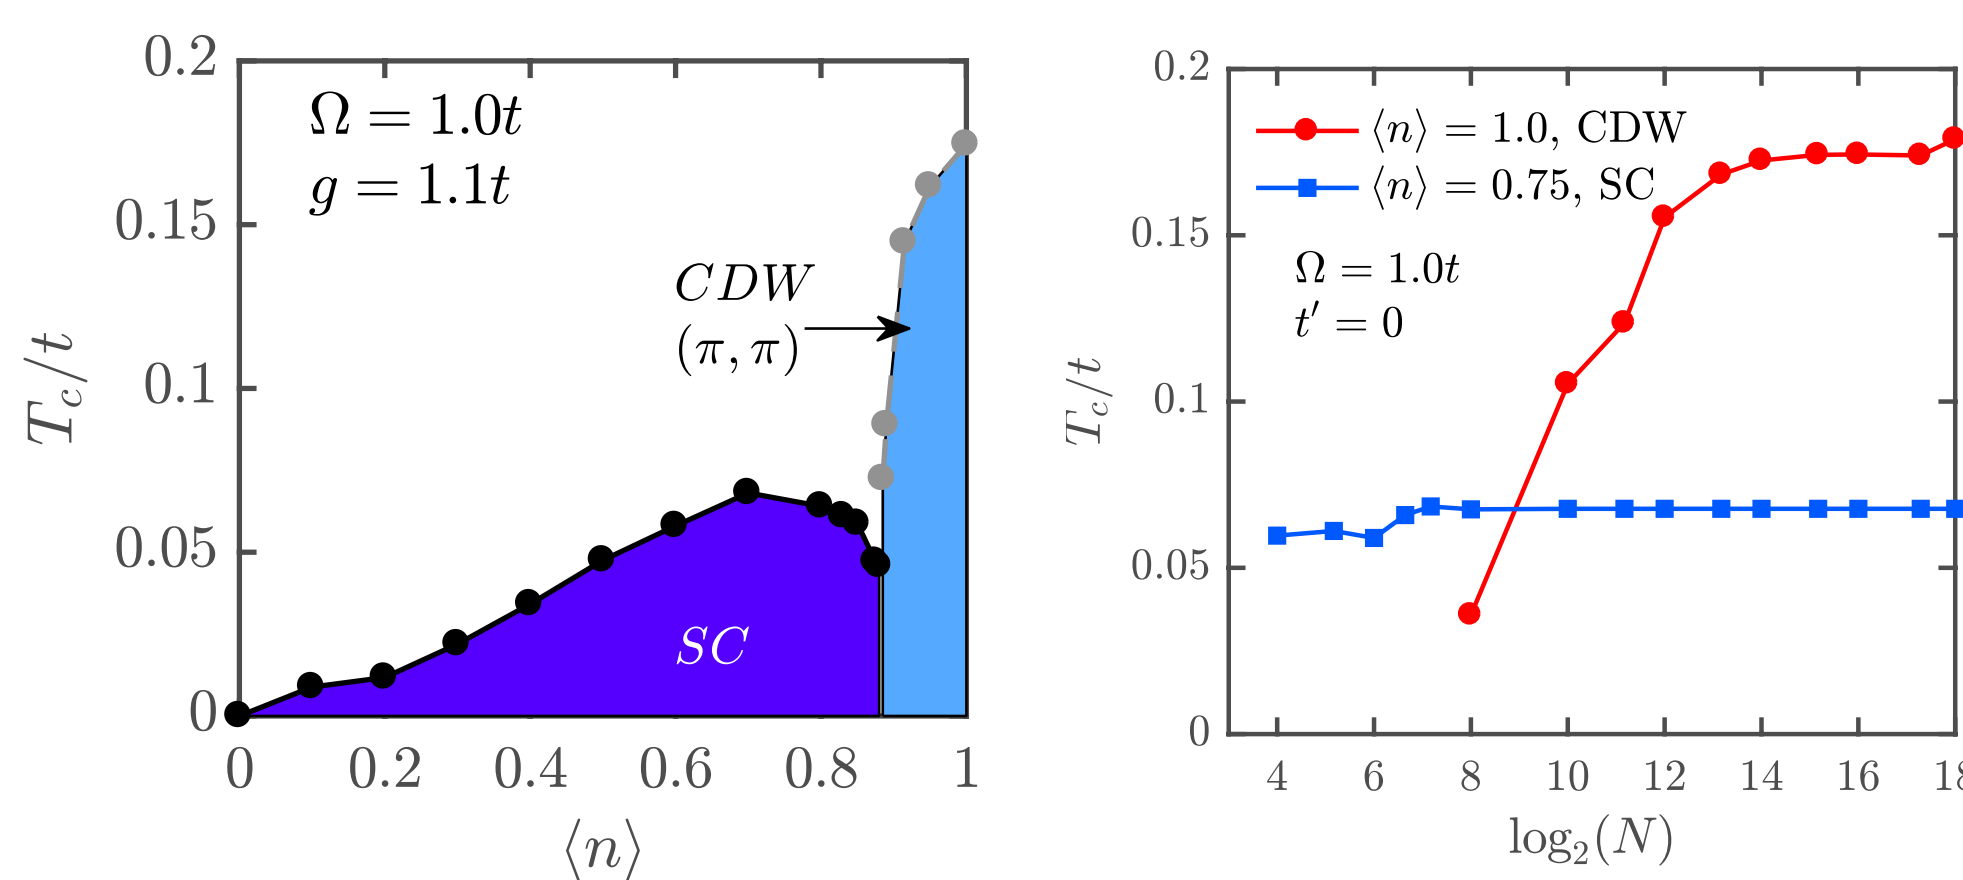 0.2
0.15
0.1
0.05
0
T_c/t
Ω = 1.0t
g = 1.1t
CDW
(π, π)
SC
0 0.2 0.4 0.6 0.8 1
⟨n⟩
0.2
0.15
0.1
0.05
0
T_c/t
⟨n⟩ = 1.0, CDW
⟨n⟩ = 0.75, SC
Ω = 1.0t
t′ = 0
4 6 8 10 12 14 16 18
log₂(N)